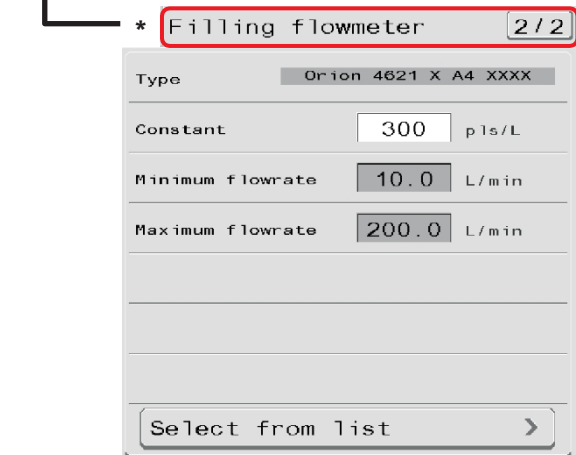 * Filling flowmeter 2/2
Type Orion 4621 X A4 XXXX
Constant 300 pls/L
Minimum flowrate 10.0 L/min
Maximum flowrate 200.0 L/min
Select from list >